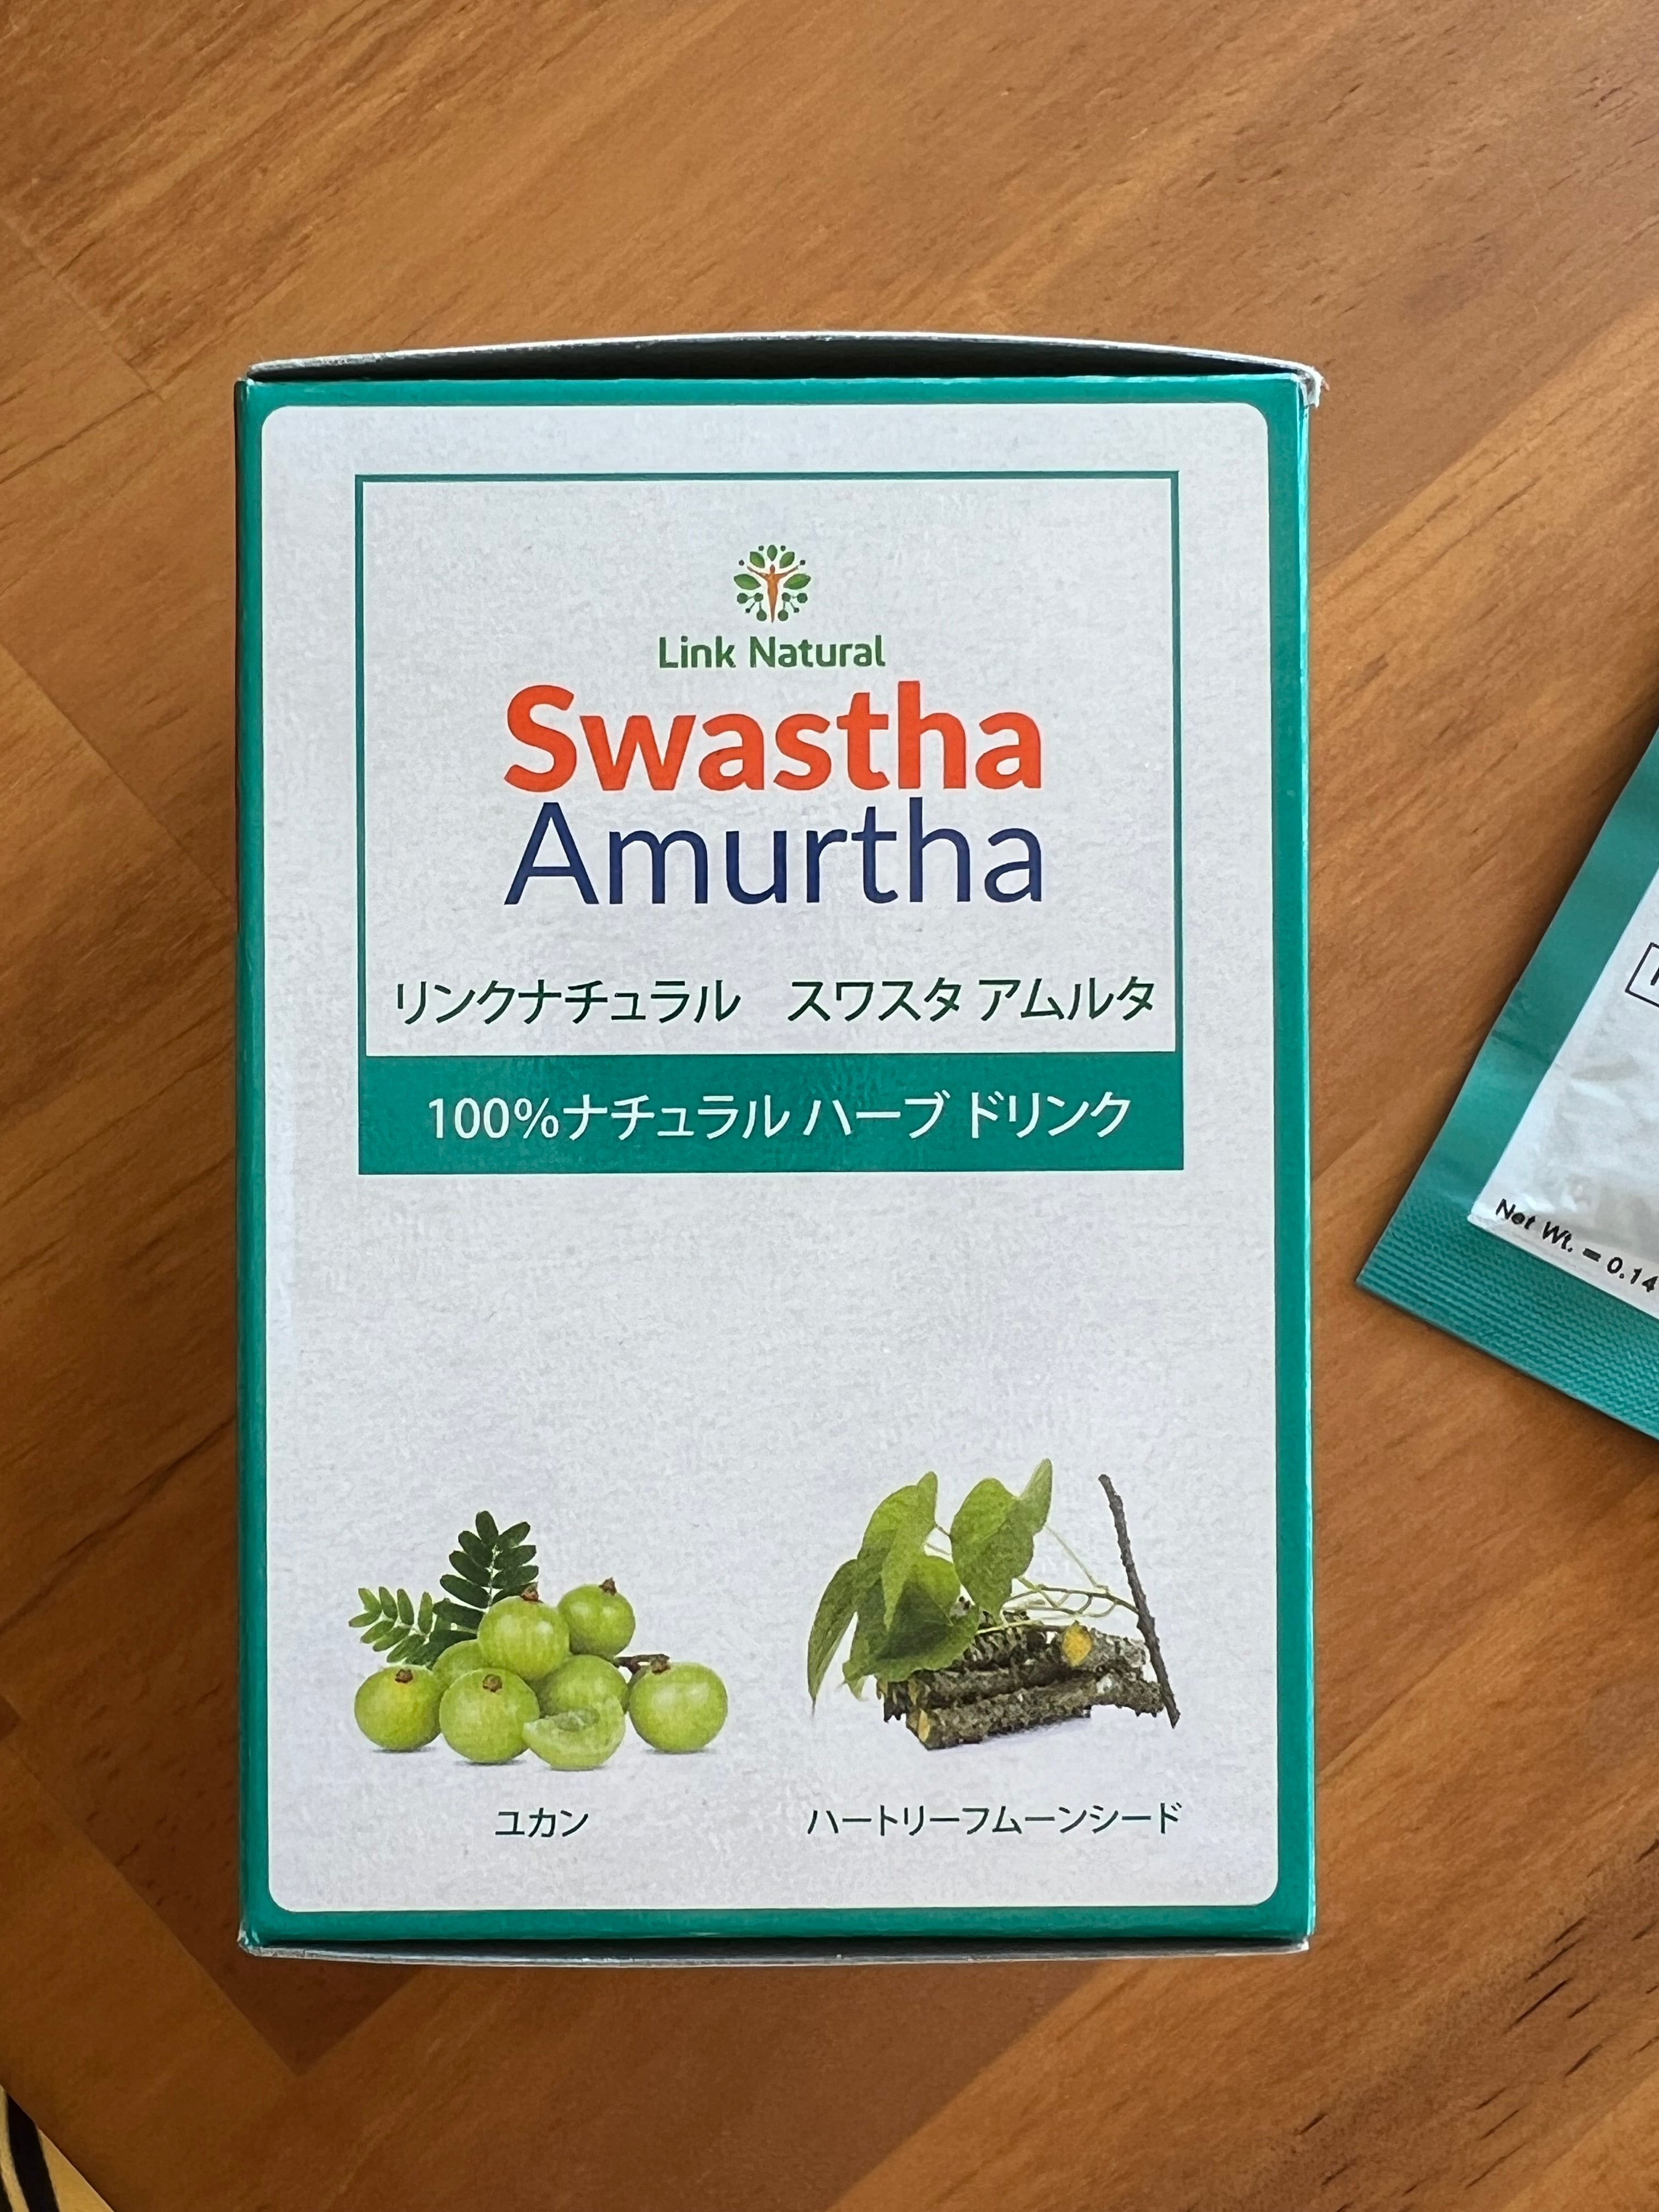 Link Natural
Swastha
Amurtha
リンクナチュラル スワスタ アムルタ
100%ナチュラル ハーブ ドリンク
ユカン
ハートリーフムーンシード
Net Wt. = 0.14